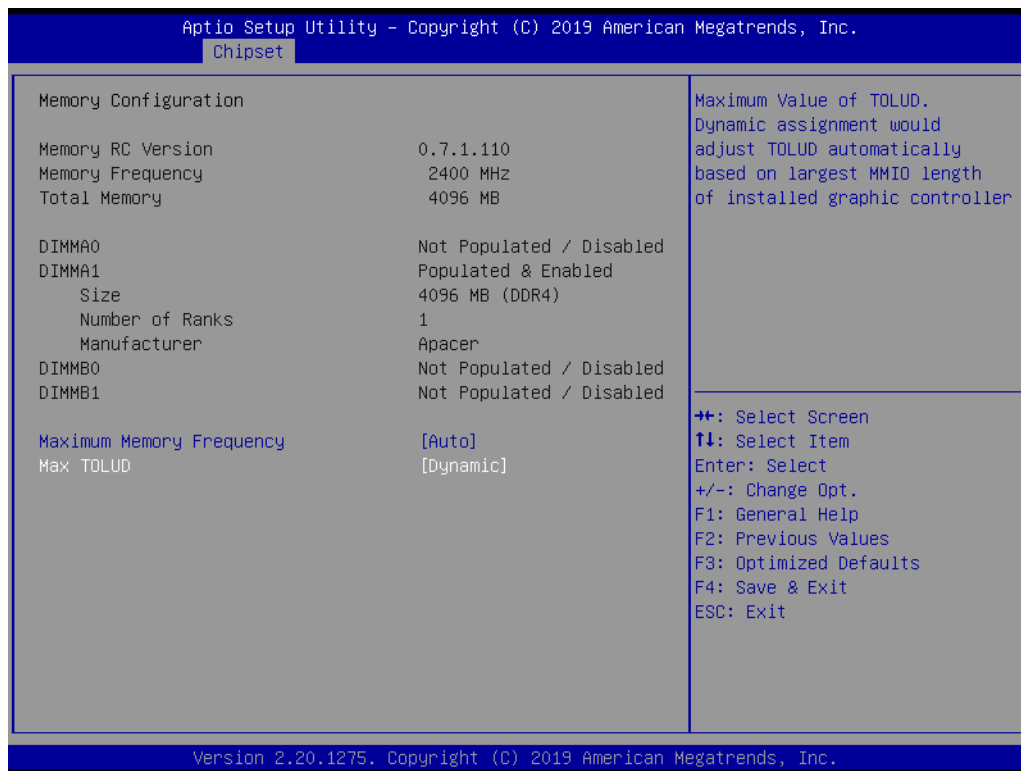 Aptio Setup Utility – Copyright (C) 2019 American Megatrends, Inc.
Chipset
Memory Configuration
Memory RC Version 0.7.1.110
Memory Frequency 2400 MHz
Total Memory 4096 MB
DIMMA0 Not Populated / Disabled
DIMMA1 Populated & Enabled
Size 4096 MB (DDR4)
Number of Ranks 1
Manufacturer Apacer
DIMMB0 Not Populated / Disabled
DIMMB1 Not Populated / Disabled
Maximum Memory Frequency [Auto]
Max TOLUD [Dynamic]
Maximum Value of TOLUD.
Dynamic assignment would
adjust TOLUD automatically
based on largest MMIO length
of installed graphic controller
→←: Select Screen
↑↓: Select Item
Enter: Select
+/-: Change Opt.
F1: General Help
F2: Previous Values
F3: Optimized Defaults
F4: Save & Exit
ESC: Exit
Version 2.20.1275. Copyright (C) 2019 American Megatrends, Inc.